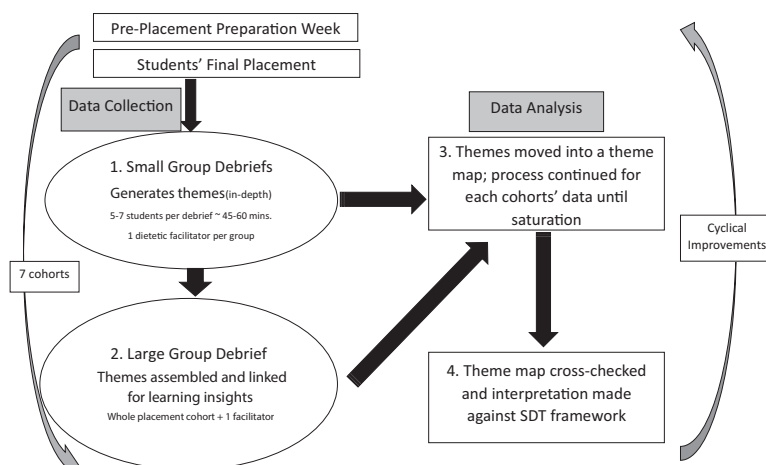 Pre-Placement Preparation Week
Students' Final Placement
Data Collection
1. Small Group Debriefs
Generates themes(in-depth)
5-7 students per debrief ~ 45-60 mins.
1 dietetic facilitator per group
7 cohorts
2. Large Group Debrief
Themes assembled and linked
for learning insights
Whole placement cohort + 1 facilitator
Data Analysis
3. Themes moved into a theme
map; process continued for
each cohorts' data until
saturation
4. Theme map cross-checked
and interpretation made
against SDT framework
Cyclical
Improvements